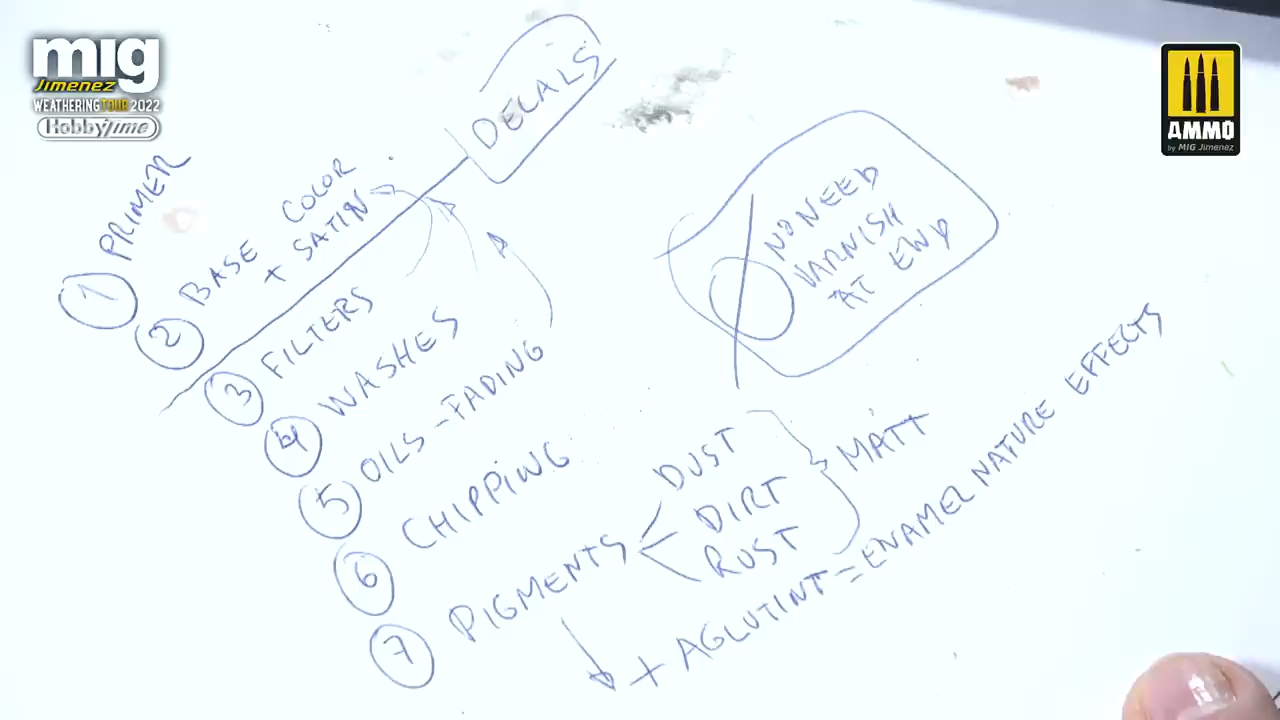 mig
Jimenez
WEATHERING TOUR 2022
HobbyTime
AMMO
by MIG Jimenez
DECALS
1 PRIMER
2 BASE COLOR
+ SATIN
3 FILTERS
4 WASHES
5 OILS-FADING
6 CHIPPING
7 PIGMENTS
DUST
DIRT
RUST
MATT
+ AGLUTINT = ENAMEL NATURE EFFECTS
NO NEED
VARNISH
AT END